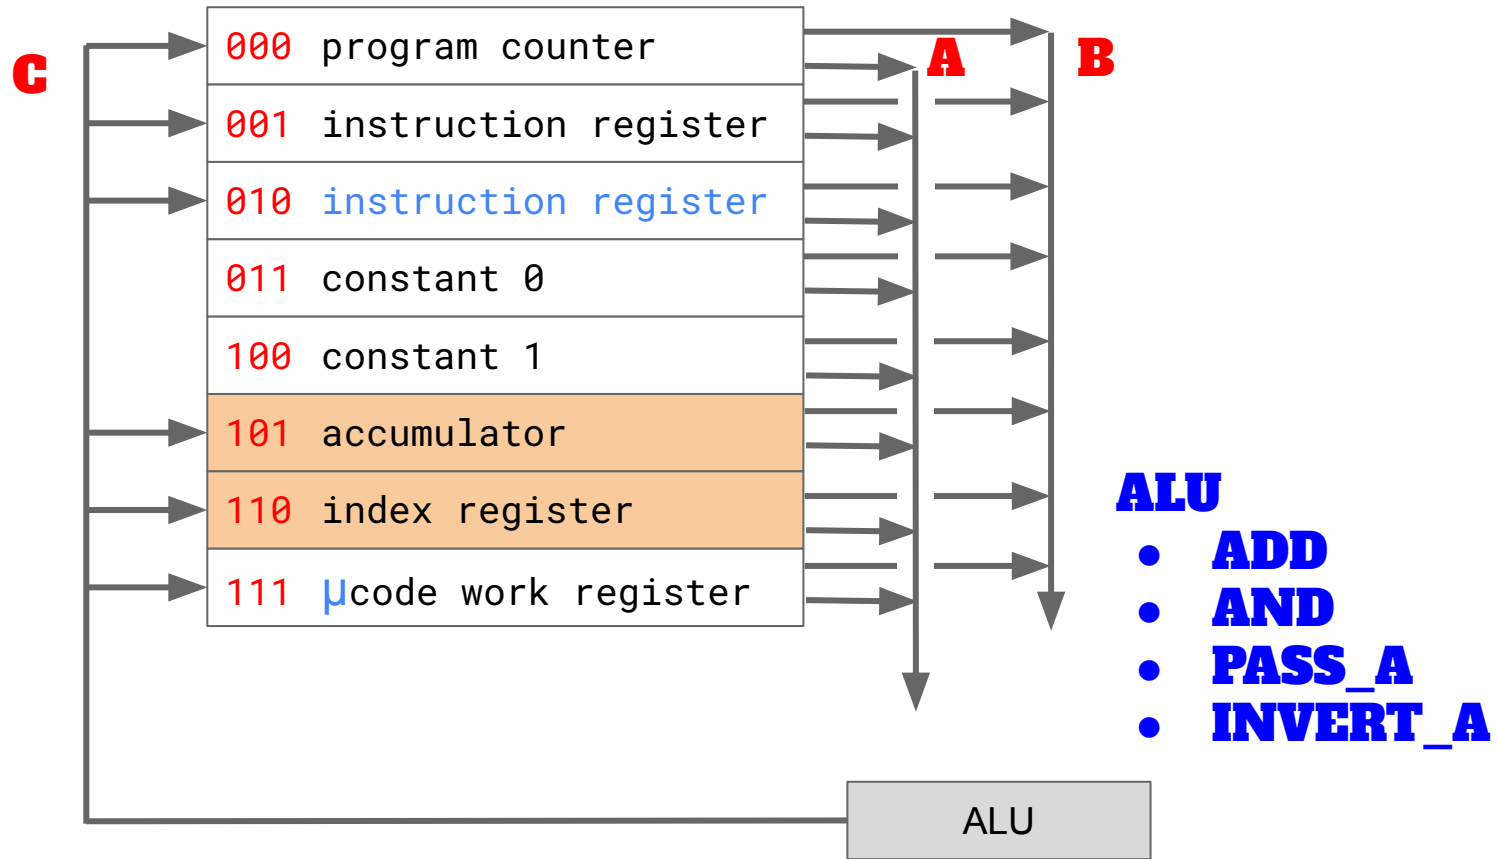 C
A
B
000 program counter
001 instruction register
010 instruction register
011 constant 0
100 constant 1
101 accumulator
110 index register
111 µcode work register
ALU
● ADD
● AND
● PASS_A
● INVERT_A
ALU